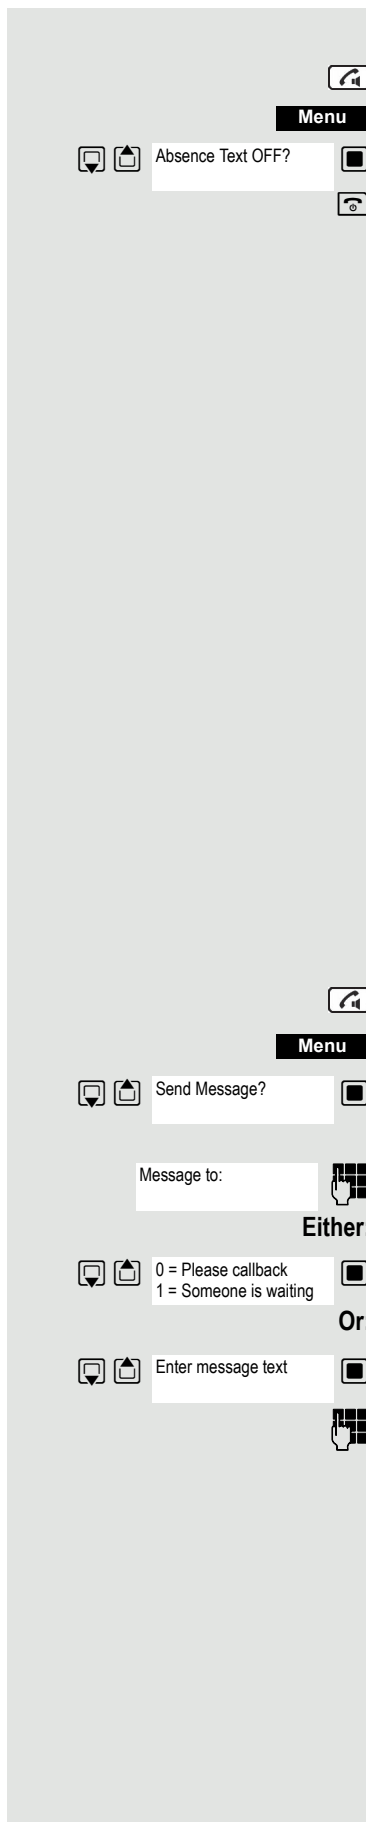 Menu
Absence Text OFF?
Menu
Send Message?
Message to:
Either:
0 = Please callback
1 = Someone is waiting
Or:
Enter message text